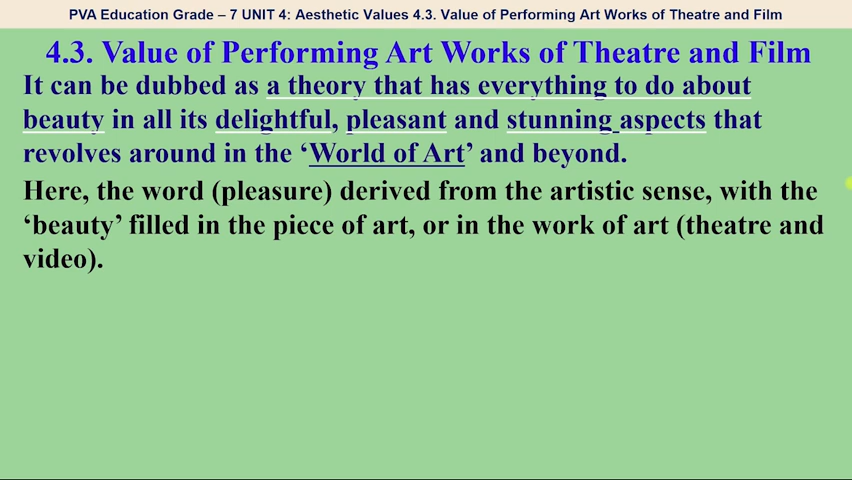 PVA Education Grade – 7 UNIT 4: Aesthetic Values 4.3. Value of Performing Art Works of Theatre and Film
4.3. Value of Performing Art Works of Theatre and Film
It can be dubbed as a theory that has everything to do about
beauty in all its delightful, pleasant and stunning aspects that
revolves around in the ‘World of Art’ and beyond.
Here, the word (pleasure) derived from the artistic sense, with the
‘beauty’ filled in the piece of art, or in the work of art (theatre and
video).